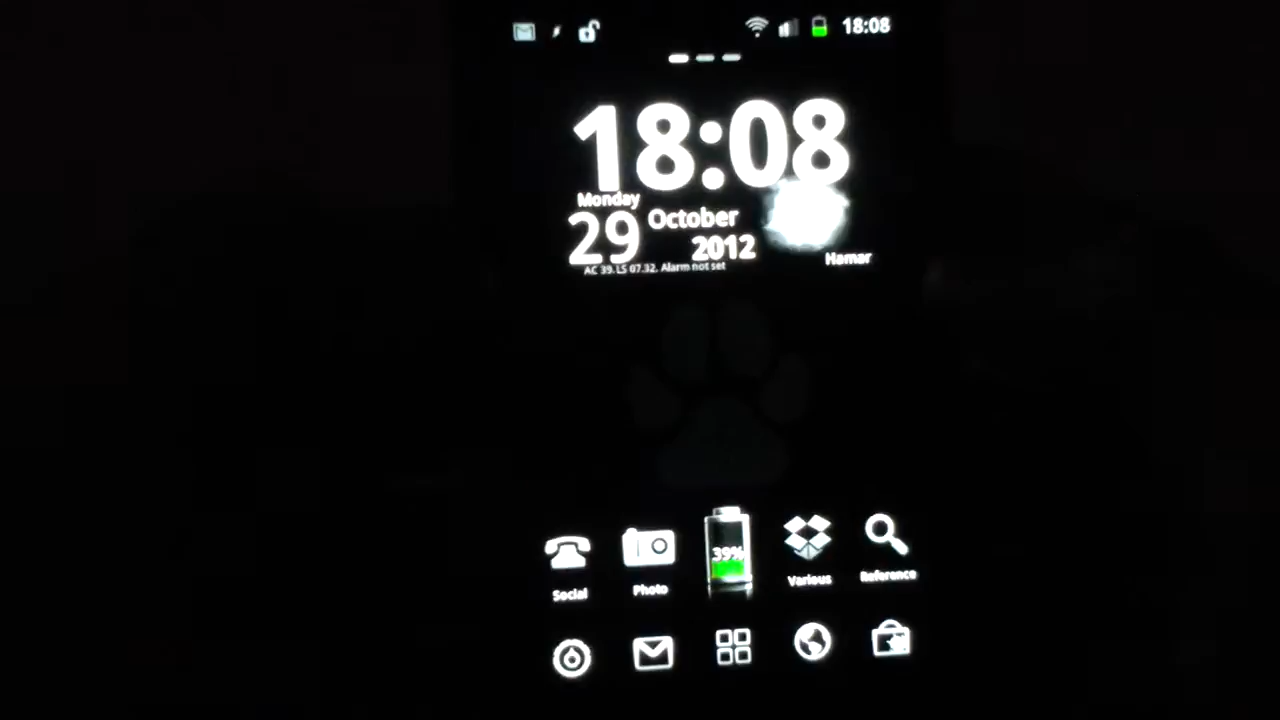 18:08
18:08
Monday
29 October
2012
AC 39. LS 07.32. Alarm not set
Hamar
39%
Social
Photo
Various
Reference